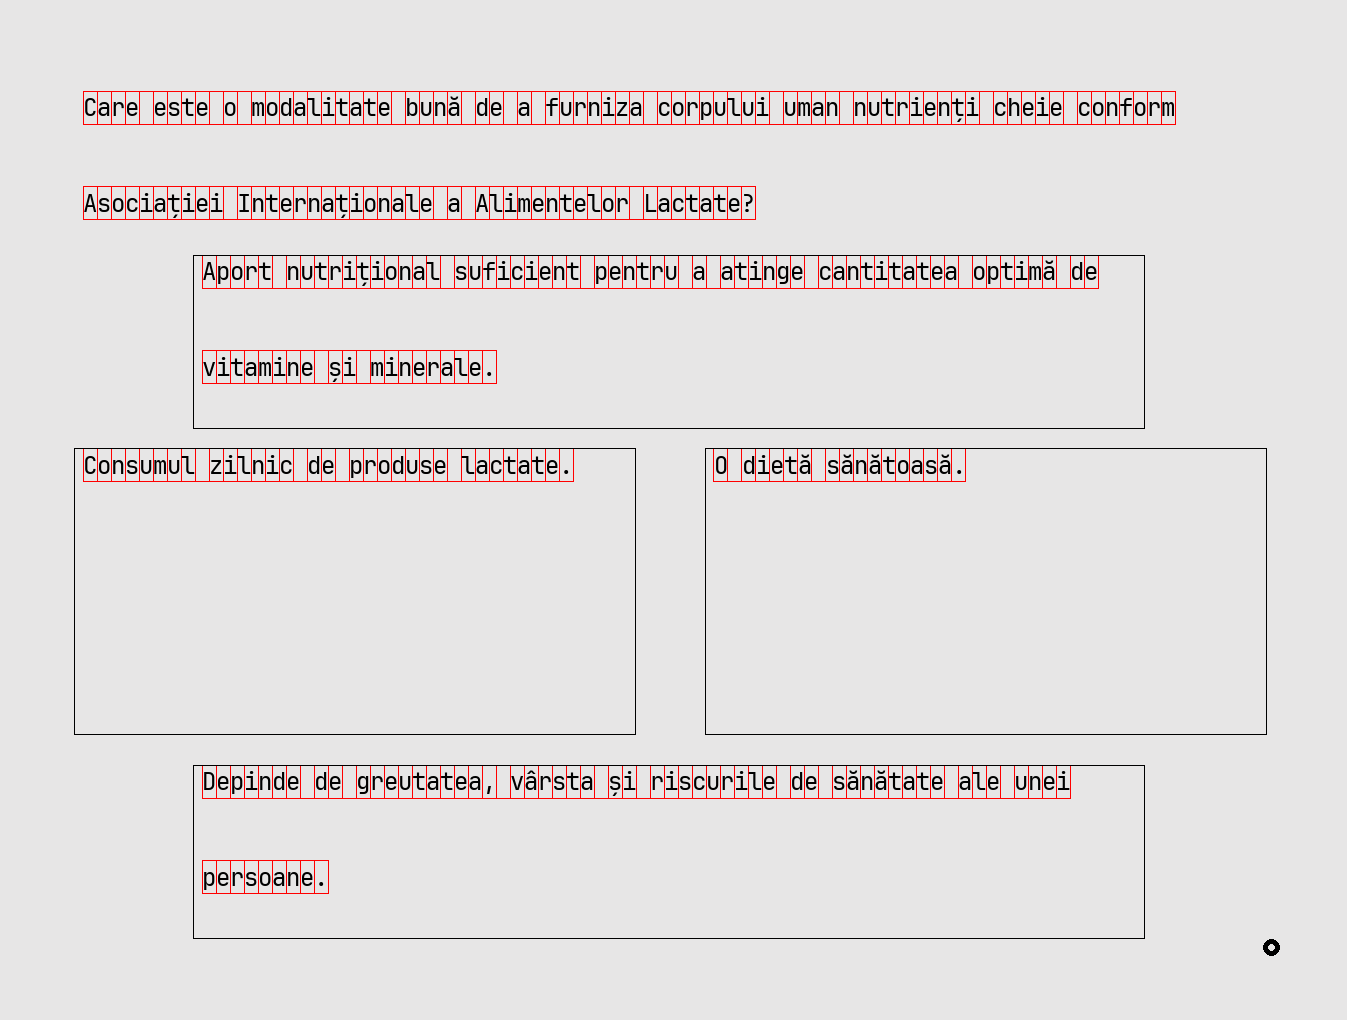 Care este o modalitate bună de a furniza corpului uman nutrienți cheie conform
Asociației Internaționale a Alimentelor Lactate?
Aport nutrițional suficient pentru a atinge cantitatea optimă de
vitamine și minerale.
Consumul zilnic de produse lactate.
O dietă sănătoasă.
Depinde de greutatea, vârsta și riscurile de sănătate ale unei
persoane.